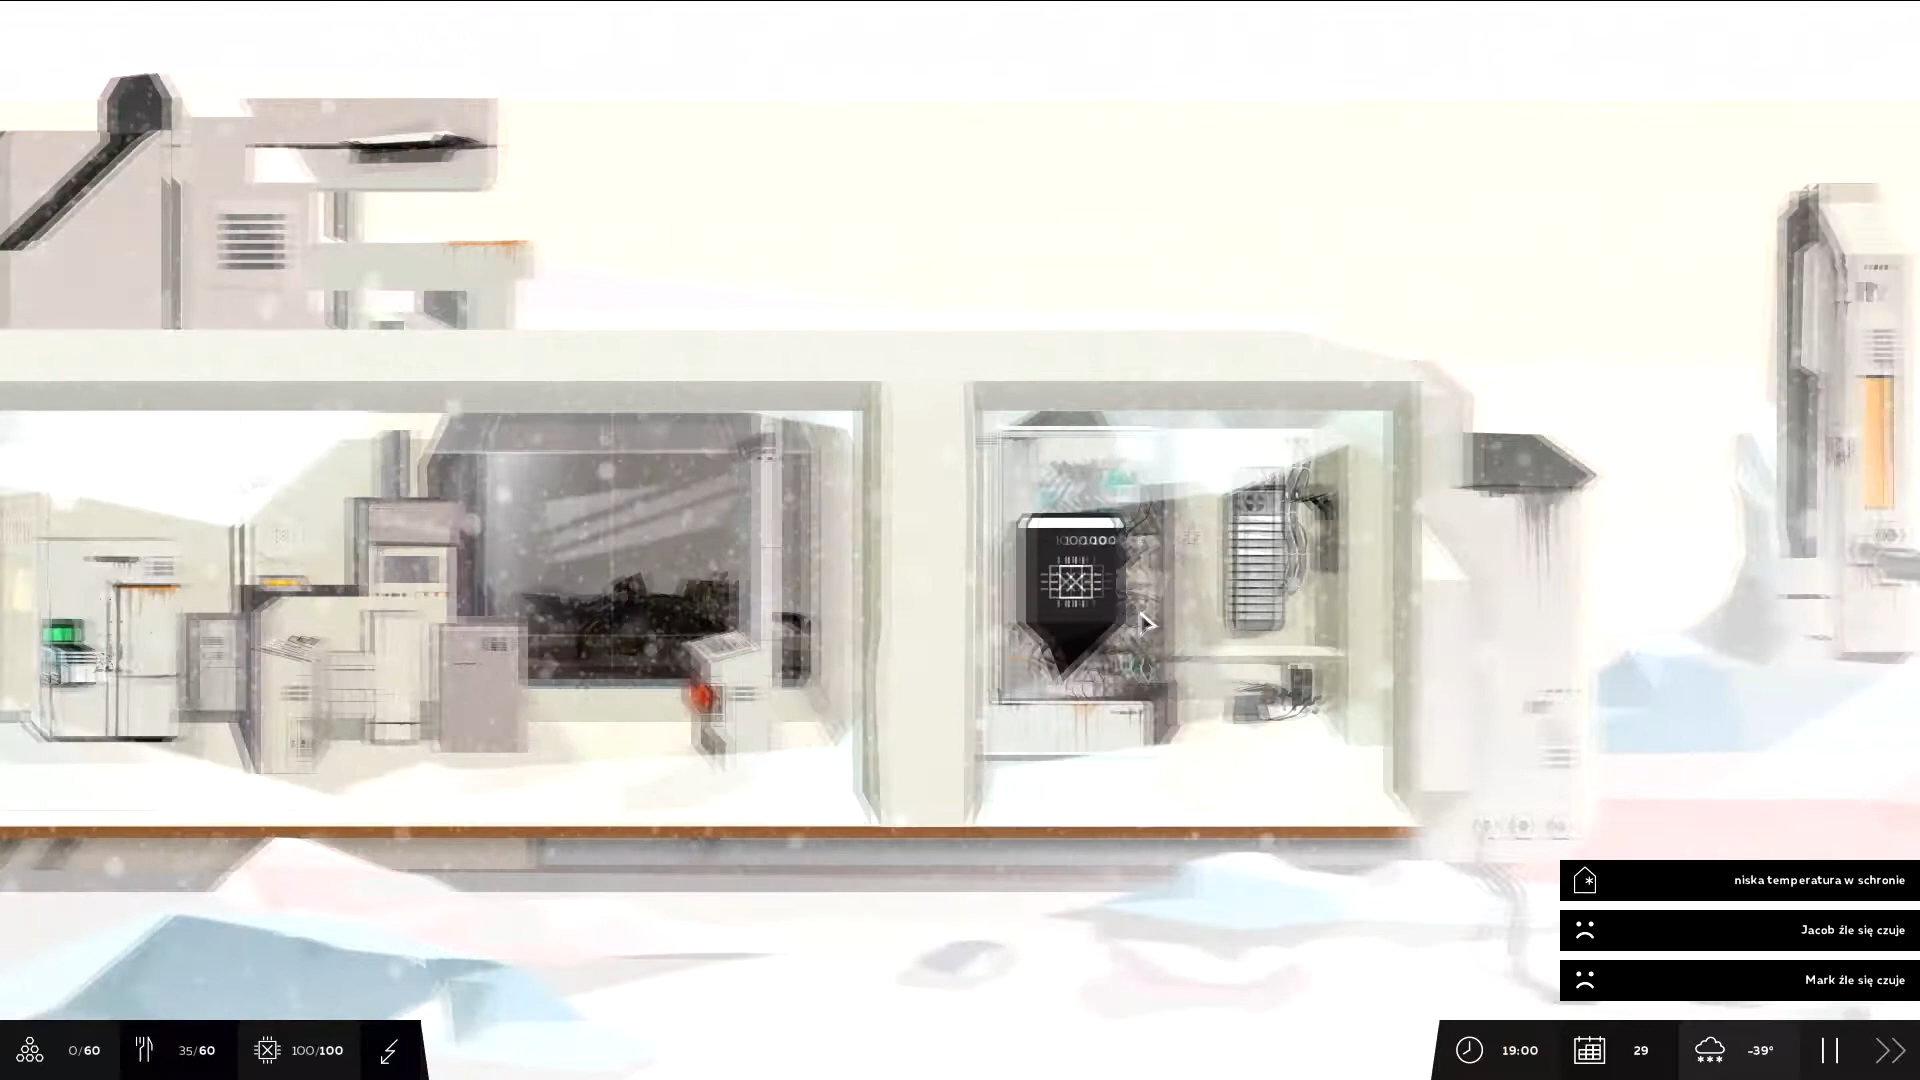 niska temperatura w schronie
Jacob źle się czuje
Mark źle się czuje
0/60
35/60
100/100
19:00
29
-39°